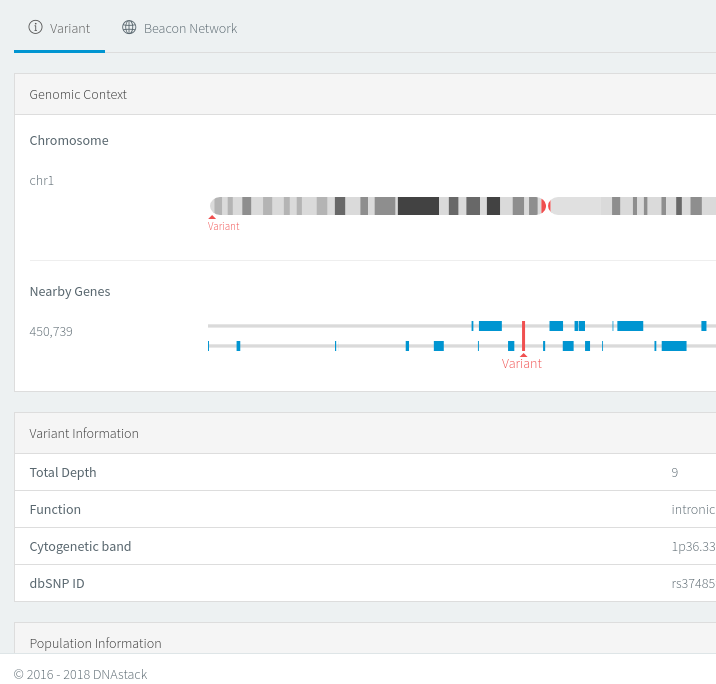 Variant Beacon Network
Genomic Context
Chromosome
chr1
Variant
Nearby Genes
450,739
Variant
Variant Information
Total Depth 9
Function intronic
Cytogenetic band 1p36.33
dbSNP ID rs37485
Population Information
© 2016 - 2018 DNAstack